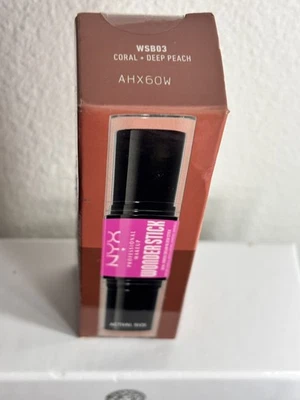 WSB03
CORAL + DEEP PEACH
AHX60W
NYX
PROFESSIONAL
MAKEUP
WONDER STICK
ACTUAL SIZE